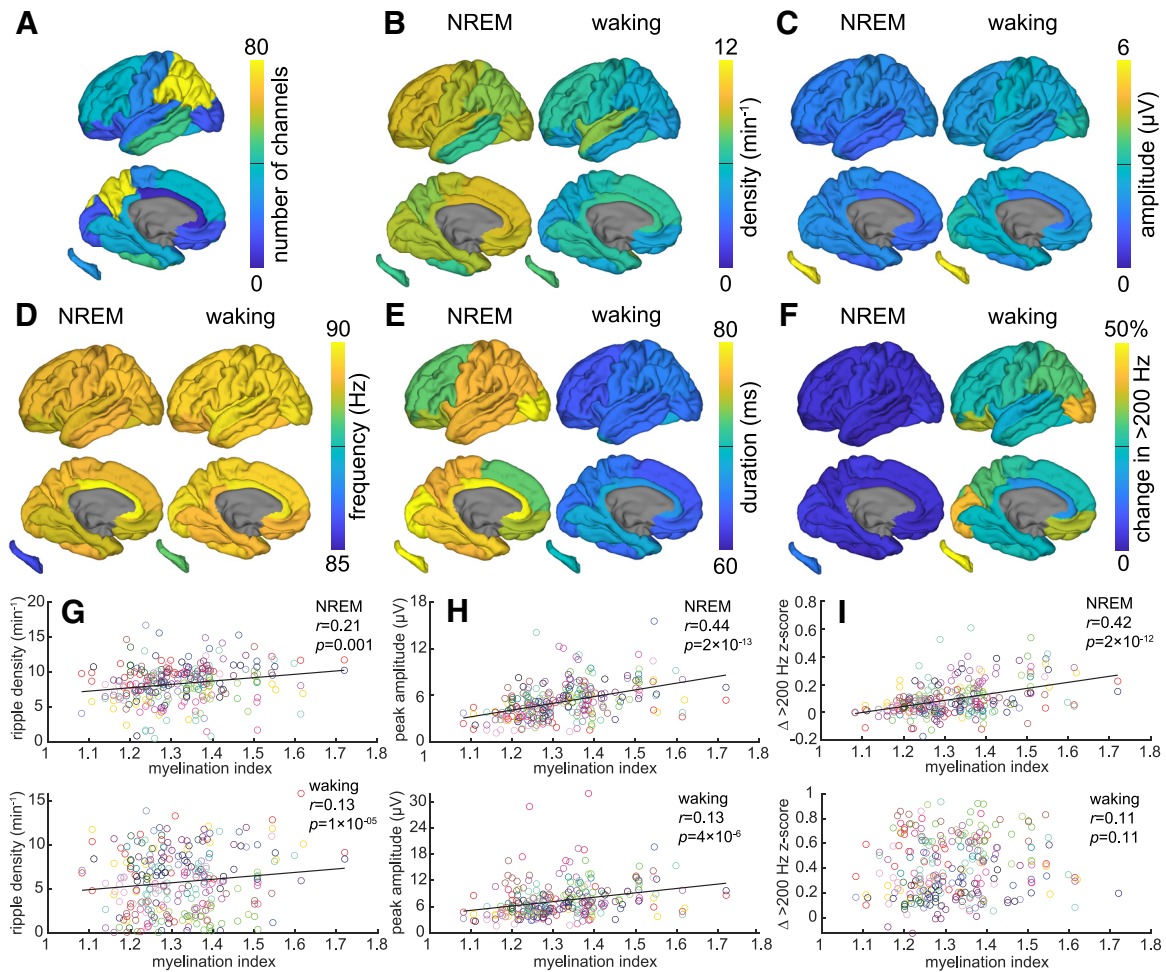 A
80
number of channels
0
B
NREM
waking
12
density (min⁻¹)
0
C
NREM
waking
6
amplitude (µV)
0
D
NREM
waking
90
frequency (Hz)
85
E
NREM
waking
80
duration (ms)
60
F
NREM
waking
50%
change in >200 Hz
0
G
NREM
r=0.21
p=0.001
ripple density (min⁻¹)
20
15
10
5
0
1 1.1 1.2 1.3 1.4 1.5 1.6 1.7 1.8
myelination index
H
NREM
r=0.44
p=2×10⁻¹³
peak amplitude (µV)
18
12
6
0
1 1.1 1.2 1.3 1.4 1.5 1.6 1.7 1.8
myelination index
I
NREM
r=0.42
p=2×10⁻¹²
Δ >200 Hz z-score
0.8
0.6
0.4
0.2
0
-0.2
1 1.1 1.2 1.3 1.4 1.5 1.6 1.7 1.8
myelination index
waking
r=0.13
p=1×10⁻⁰⁵
ripple density (min⁻¹)
15
10
5
0
1 1.1 1.2 1.3 1.4 1.5 1.6 1.7 1.8
myelination index
waking
r=0.13
p=4×10⁻⁶
peak amplitude (µV)
30
24
18
12
6
0
1 1.1 1.2 1.3 1.4 1.5 1.6 1.7 1.8
myelination index
waking
r=0.11
p=0.11
Δ >200 Hz z-score
1
0.8
0.6
0.4
0.2
0
1 1.1 1.2 1.3 1.4 1.5 1.6 1.7 1.8
myelination index